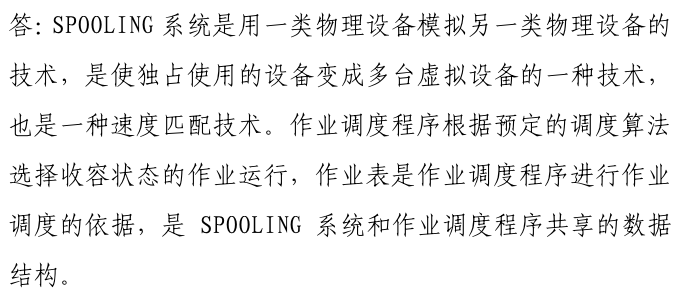 答：SPOOLING 系统是用一类物理设备模拟另一类物理设备的
技术，是使独占使用的设备变成多台虚拟设备的一种技术，
也是一种速度匹配技术。作业调度程序根据预定的调度算法
选择收容状态的作业运行，作业表是作业调度程序进行作业
调度的依据，是 SPOOLING 系统和作业调度程序共享的数据
结构。